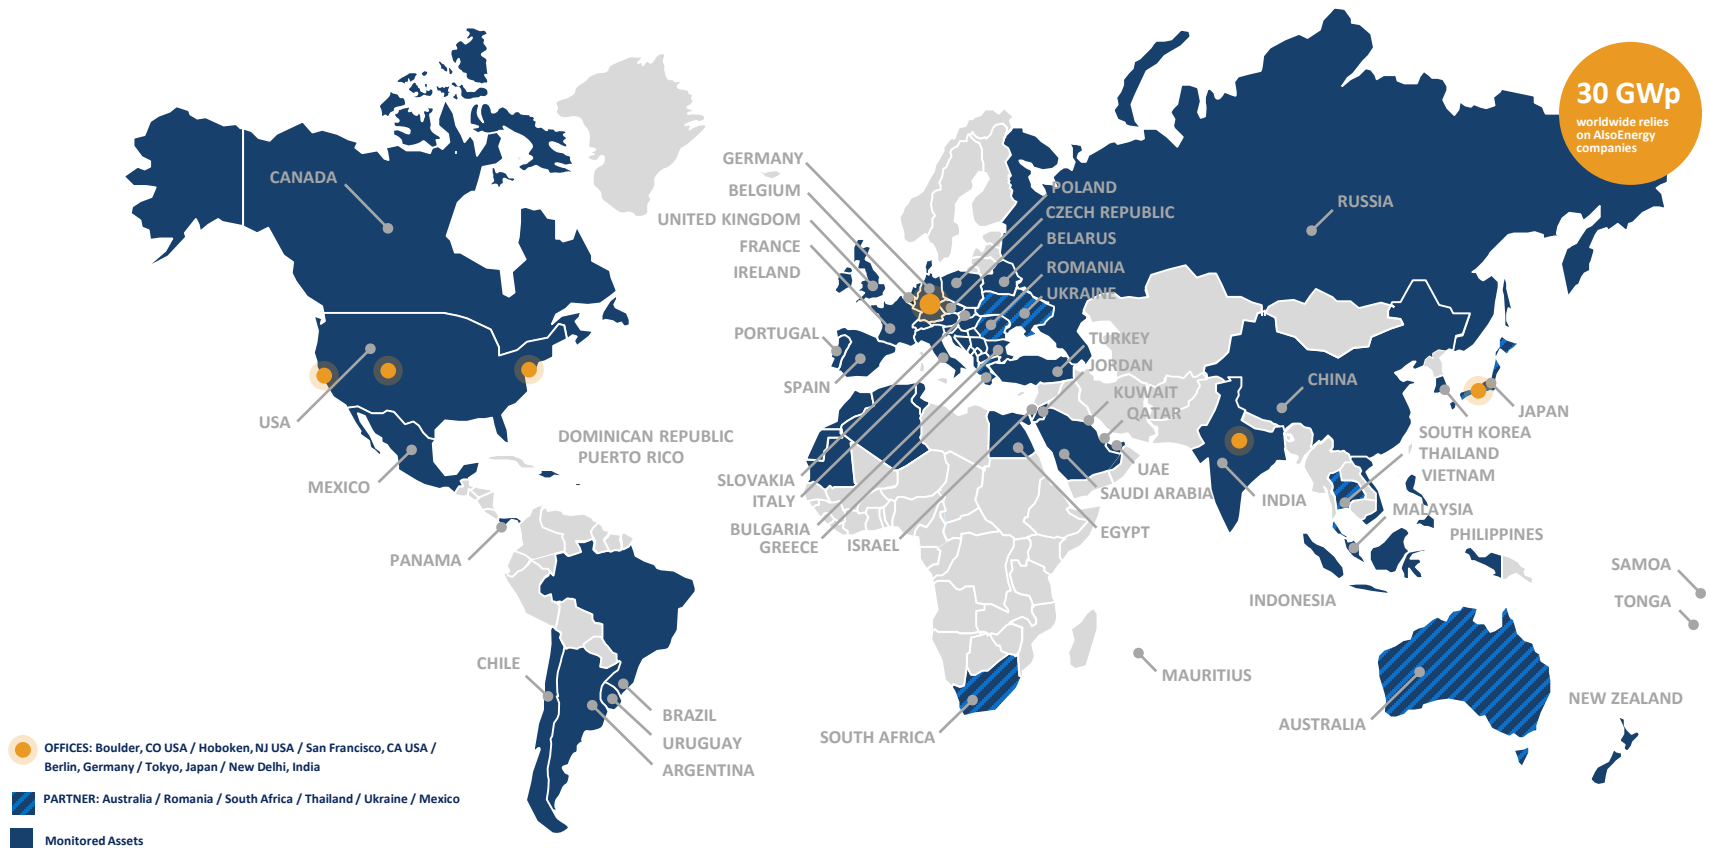 30 GWp
worldwide relies
on AlsoEnergy
companies
CANADA
USA
MEXICO
DOMINICAN REPUBLIC
PUERTO RICO
PANAMA
CHILE
BRAZIL
URUGUAY
ARGENTINA
GERMANY
BELGIUM
UNITED KINGDOM
FRANCE
IRELAND
PORTUGAL
SPAIN
SLOVAKIA
ITALY
BULGARIA
GREECE
ISRAEL
POLAND
CZECH REPUBLIC
BELARUS
ROMANIA
UKRAINE
TURKEY
JORDAN
KUWAIT
QATAR
UAE
SAUDI ARABIA
EGYPT
SOUTH AFRICA
MAURITIUS
RUSSIA
CHINA
INDIA
JAPAN
SOUTH KOREA
THAILAND
VIETNAM
MALAYSIA
PHILIPPINES
INDONESIA
SAMOA
TONGA
AUSTRALIA
NEW ZEALAND
OFFICES: Boulder, CO USA / Hoboken, NJ USA / San Francisco, CA USA /
Berlin, Germany / Tokyo, Japan / New Delhi, India
PARTNER: Australia / Romania / South Africa / Thailand / Ukraine / Mexico
Monitored Assets